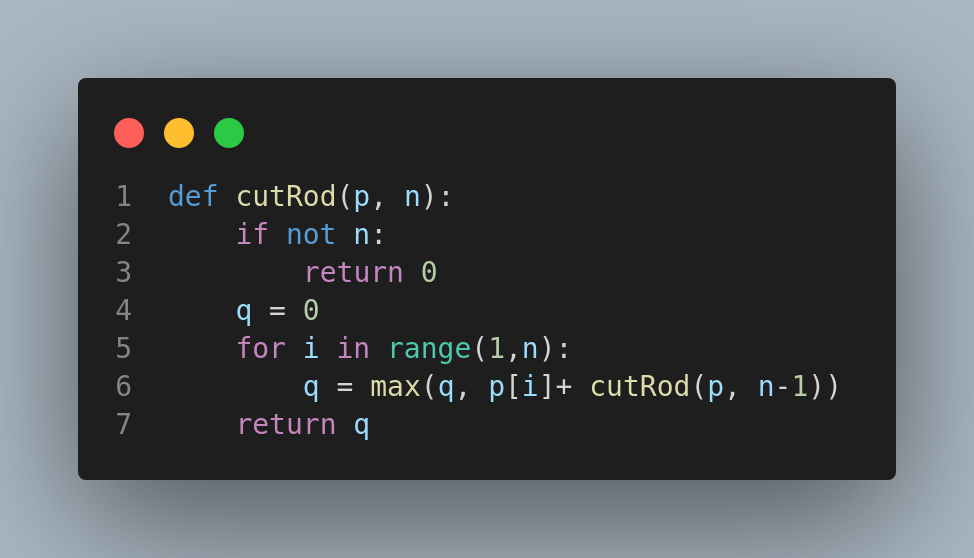 1 def cutRod(p, n):
2     if not n:
3         return 0
4     q = 0
5     for i in range(1,n):
6         q = max(q, p[i]+ cutRod(p, n-1))
7     return q